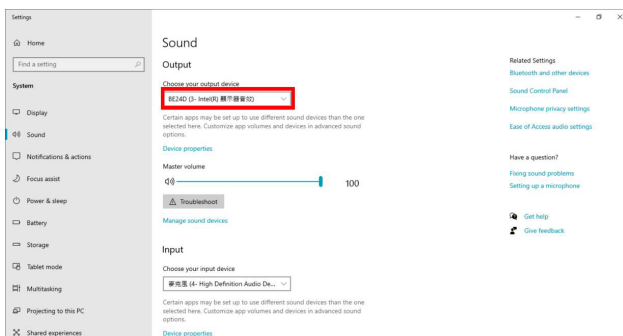 Settings
Home
Find a setting
System
Display
Sound
Notifications & actions
Focus assist
Power & sleep
Battery
Storage
Tablet mode
Multitasking
Projecting to this PC
Shared experiences
Sound
Output
Choose your output device
BE24D (3- Intel(R) 顯示器音效)
Certain apps may be set up to use different sound devices than the one
selected here. Customize app volumes and devices in advanced sound
options.
Device properties
Master volume
100
Troubleshoot
Manage sound devices
Input
Choose your input device
麥克風 (4- High Definition Audio De...
Certain apps may be set up to use different sound devices than the one
selected here. Customize app volumes and devices in advanced sound
options.
Device properties
Related Settings
Bluetooth and other devices
Sound Control Panel
Microphone privacy settings
Ease of Access audio settings
Have a question?
Fixing sound problems
Setting up a microphone
Get help
Give feedback